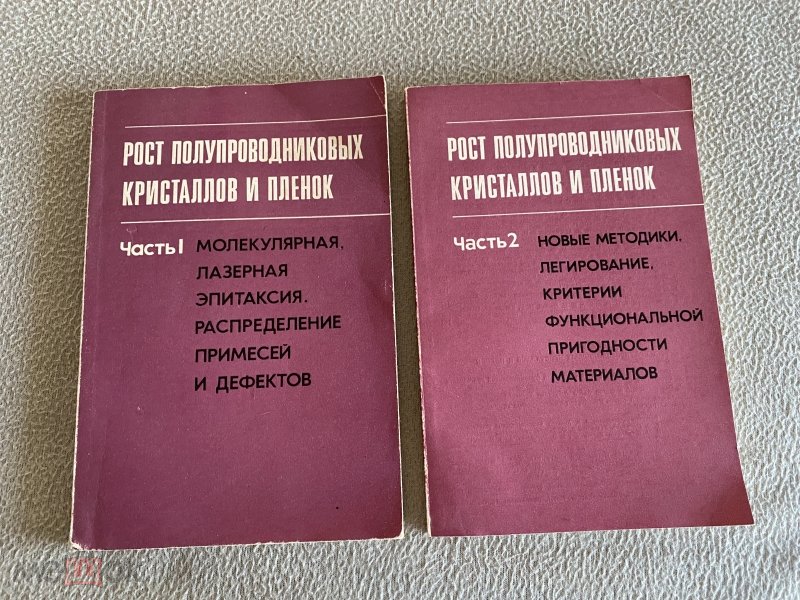 РОСТ ПОЛУПРОВОДНИКОВЫХ
КРИСТАЛЛОВ И ПЛЕНОК
Часть 1 МОЛЕКУЛЯРНАЯ,
ЛАЗЕРНАЯ
ЭПИТАКСИЯ.
РАСПРЕДЕЛЕНИЕ
ПРИМЕСЕЙ
И ДЕФЕКТОВ
РОСТ ПОЛУПРОВОДНИКОВЫХ
КРИСТАЛЛОВ И ПЛЕНОК
Часть 2 НОВЫЕ МЕТОДИКИ.
ЛЕГИРОВАНИЕ,
КРИТЕРИИ
ФУНКЦИОНАЛЬНОЙ
ПРИГОДНОСТИ
МАТЕРИАЛОВ